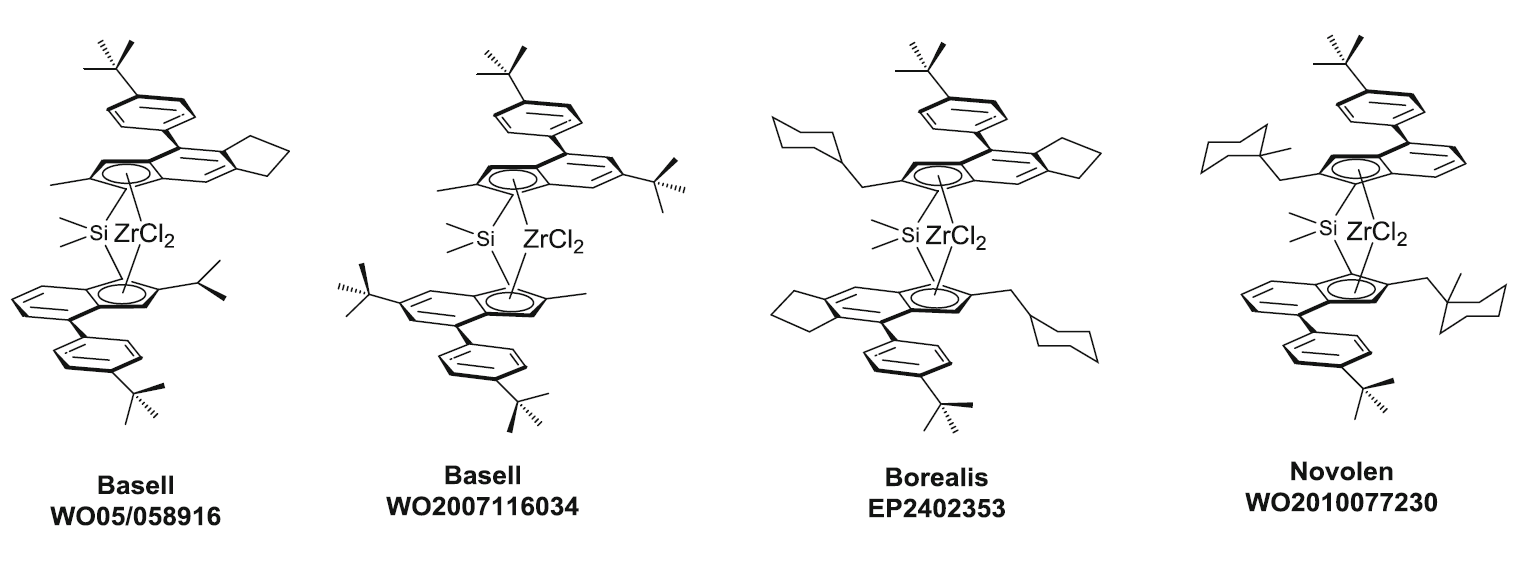 Si ZrCl2
Si ZrCl2
Si ZrCl2
Si ZrCl2
Basell
WO05/058916
Basell
WO2007116034
Borealis
EP2402353
Novolen
WO2010077230